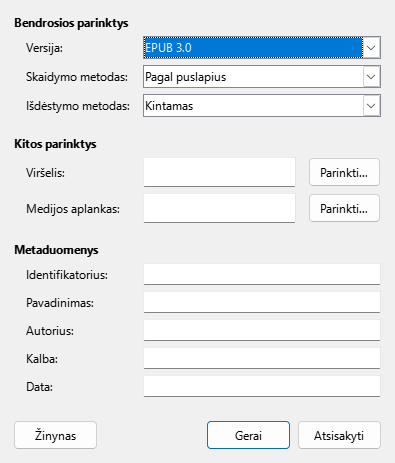 Bendrosios parinktys
Versija: EPUB 3.0
Skaidymo metodas: Pagal puslapius
Išdėstymo metodas: Kintamas
Kitos parinktys
Viršelis: Parinkti...
Medijos aplankas: Parinkti...
Metaduomenys
Identifikatorius:
Pavadinimas:
Autorius:
Kalba:
Data:
Žinynas Gerai Atsisakyti